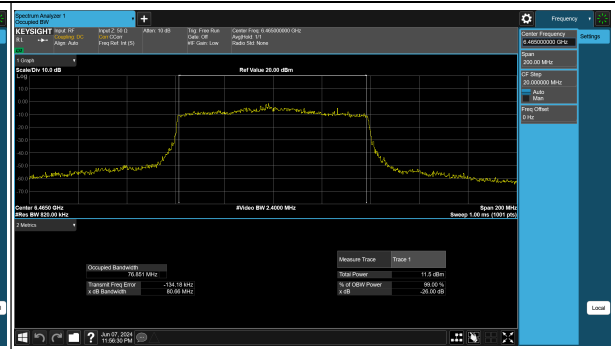 Spectrum Analyzer 1
Occupied BW
+
Frequency
KEYSIGHT Input: RF Input Z: 50 Ω Atten: 10 dB Trig: Free Run Center Freq: 6.465000000 GHz
RL Coupling: DC Corr CCorr Gate: Off Avg|Hold: 1/1
Align: Auto Freq Ref: Int (S) #IF Gain: Low Radio Std: None
Center Frequency
6.465000000 GHz
Settings
Span
200.00 MHz
CF Step
20.000000 MHz
Auto
Man
Freq Offset
0 Hz
1 Graph
Scale/Div 10.0 dB Ref Value 20.00 dBm
Log
10.0
0.00
-10.0
-20.0
-30.0
-40.0
-50.0
-60.0
-70.0
Center 6.4650 GHz #Video BW 2.4000 MHz Span 200 MHz
#Res BW 820.00 kHz Sweep 1.00 ms (1001 pts)
2 Metrics
Measure Trace Trace 1
Occupied Bandwidth
76.851 MHz
Total Power 11.5 dBm
Transmit Freq Error -134.18 kHz % of OBW Power 99.00 %
x dB Bandwidth 80.66 MHz x dB -26.00 dB
Local
? Jun 07, 2024
11:56:30 PM